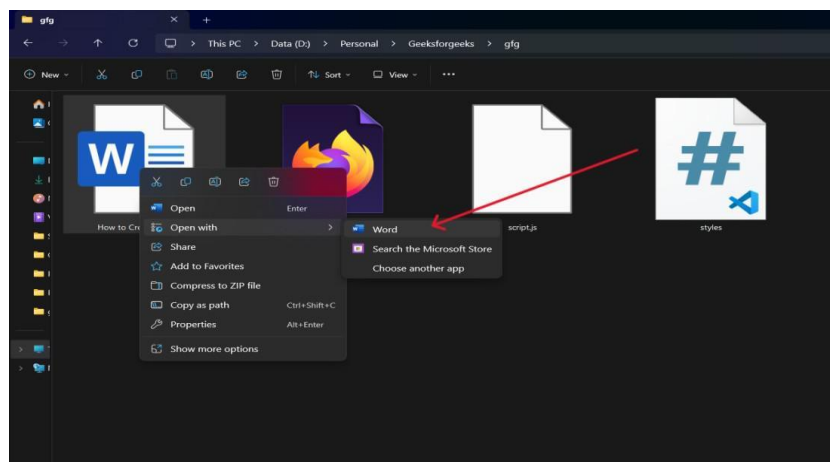 gfg
This PC > Data (D:) > Personal > Geeksforgeeks > gfg
New Sort View ...
W
#
How to Cre
script.js
styles
Open Enter
Open with >
Share
Add to Favorites
Compress to ZIP file
Copy as path Ctrl+Shift+C
Properties Alt+Enter
Show more options
Word
Search the Microsoft Store
Choose another app